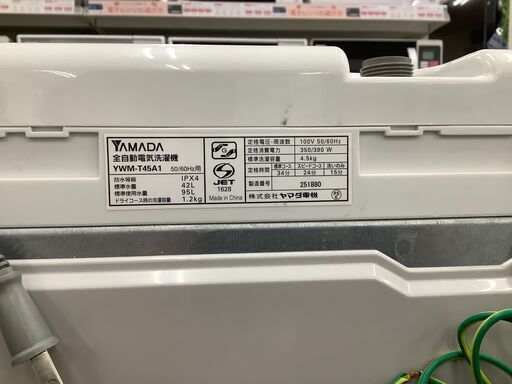 YAMADA
全自動電気洗濯機
YWM-T45A1 50/60Hz用
防水等級 IPX4
標準水量 42L
標準使用水量 95L
ドライコース時の洗濯容量 1.2kg
JET
1628
Made in China
定格電圧・周波数 100V 50/60Hz
定格消費電力 350/390 W
標準洗濯容量 4.5kg
定格時間 標準コース スピードコース 洗いのみ
34分 24分 15分
製造番号 251880
株式会社 ヤマダ電機